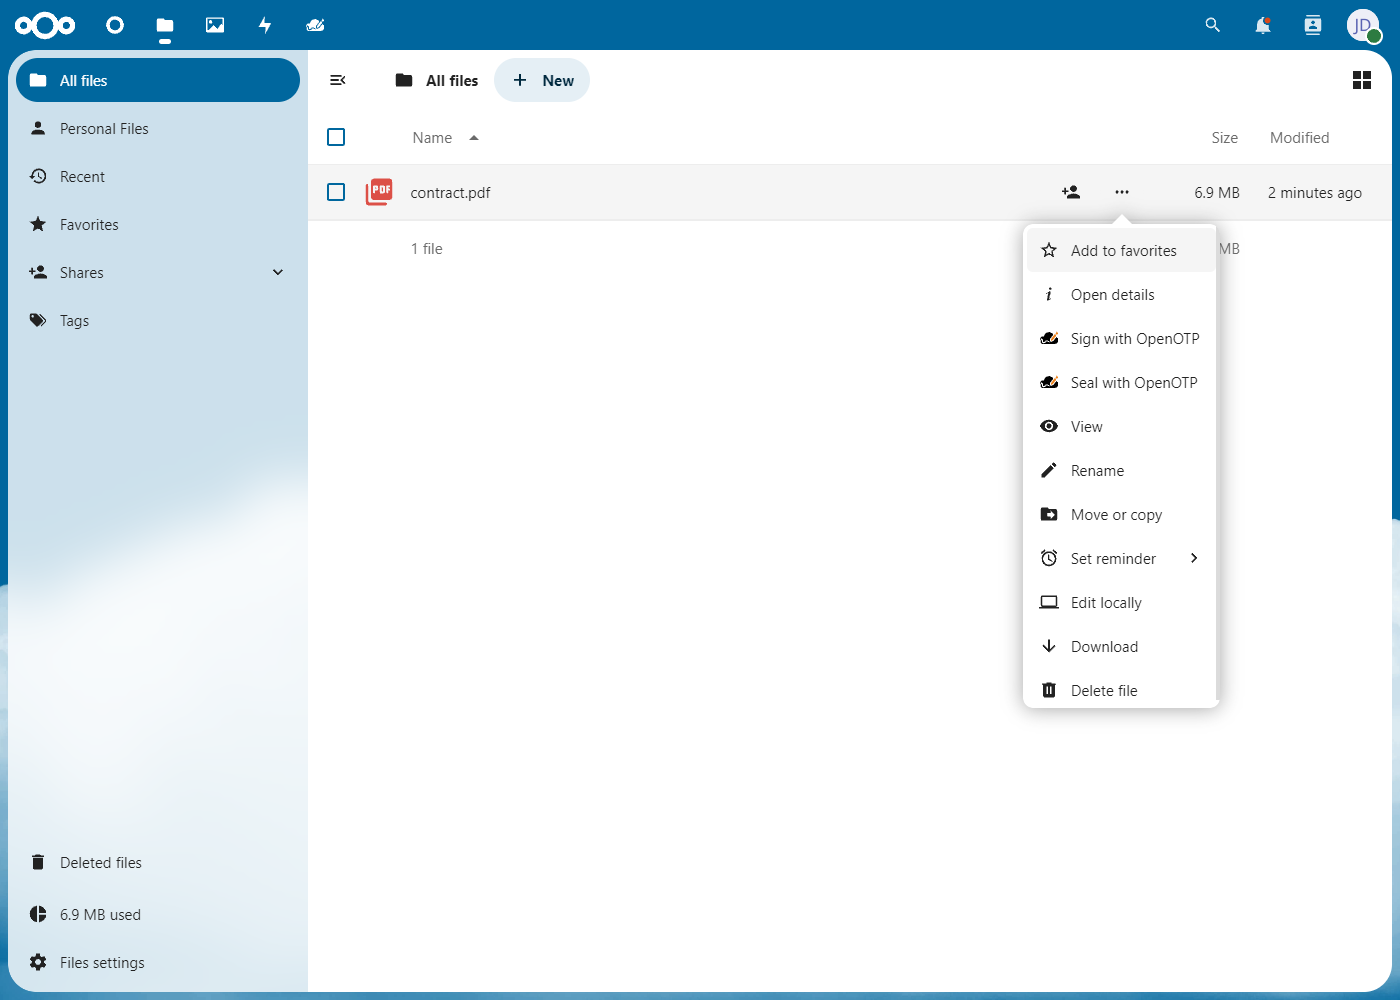 JD
All files
Personal Files
Recent
Favorites
Shares
Tags
Deleted files
6.9 MB used
Files settings
All files
New
Name
Size
Modified
PDF
contract.pdf
6.9 MB
2 minutes ago
1 file
MB
Add to favorites
Open details
Sign with OpenOTP
Seal with OpenOTP
View
Rename
Move or copy
Set reminder
Edit locally
Download
Delete file